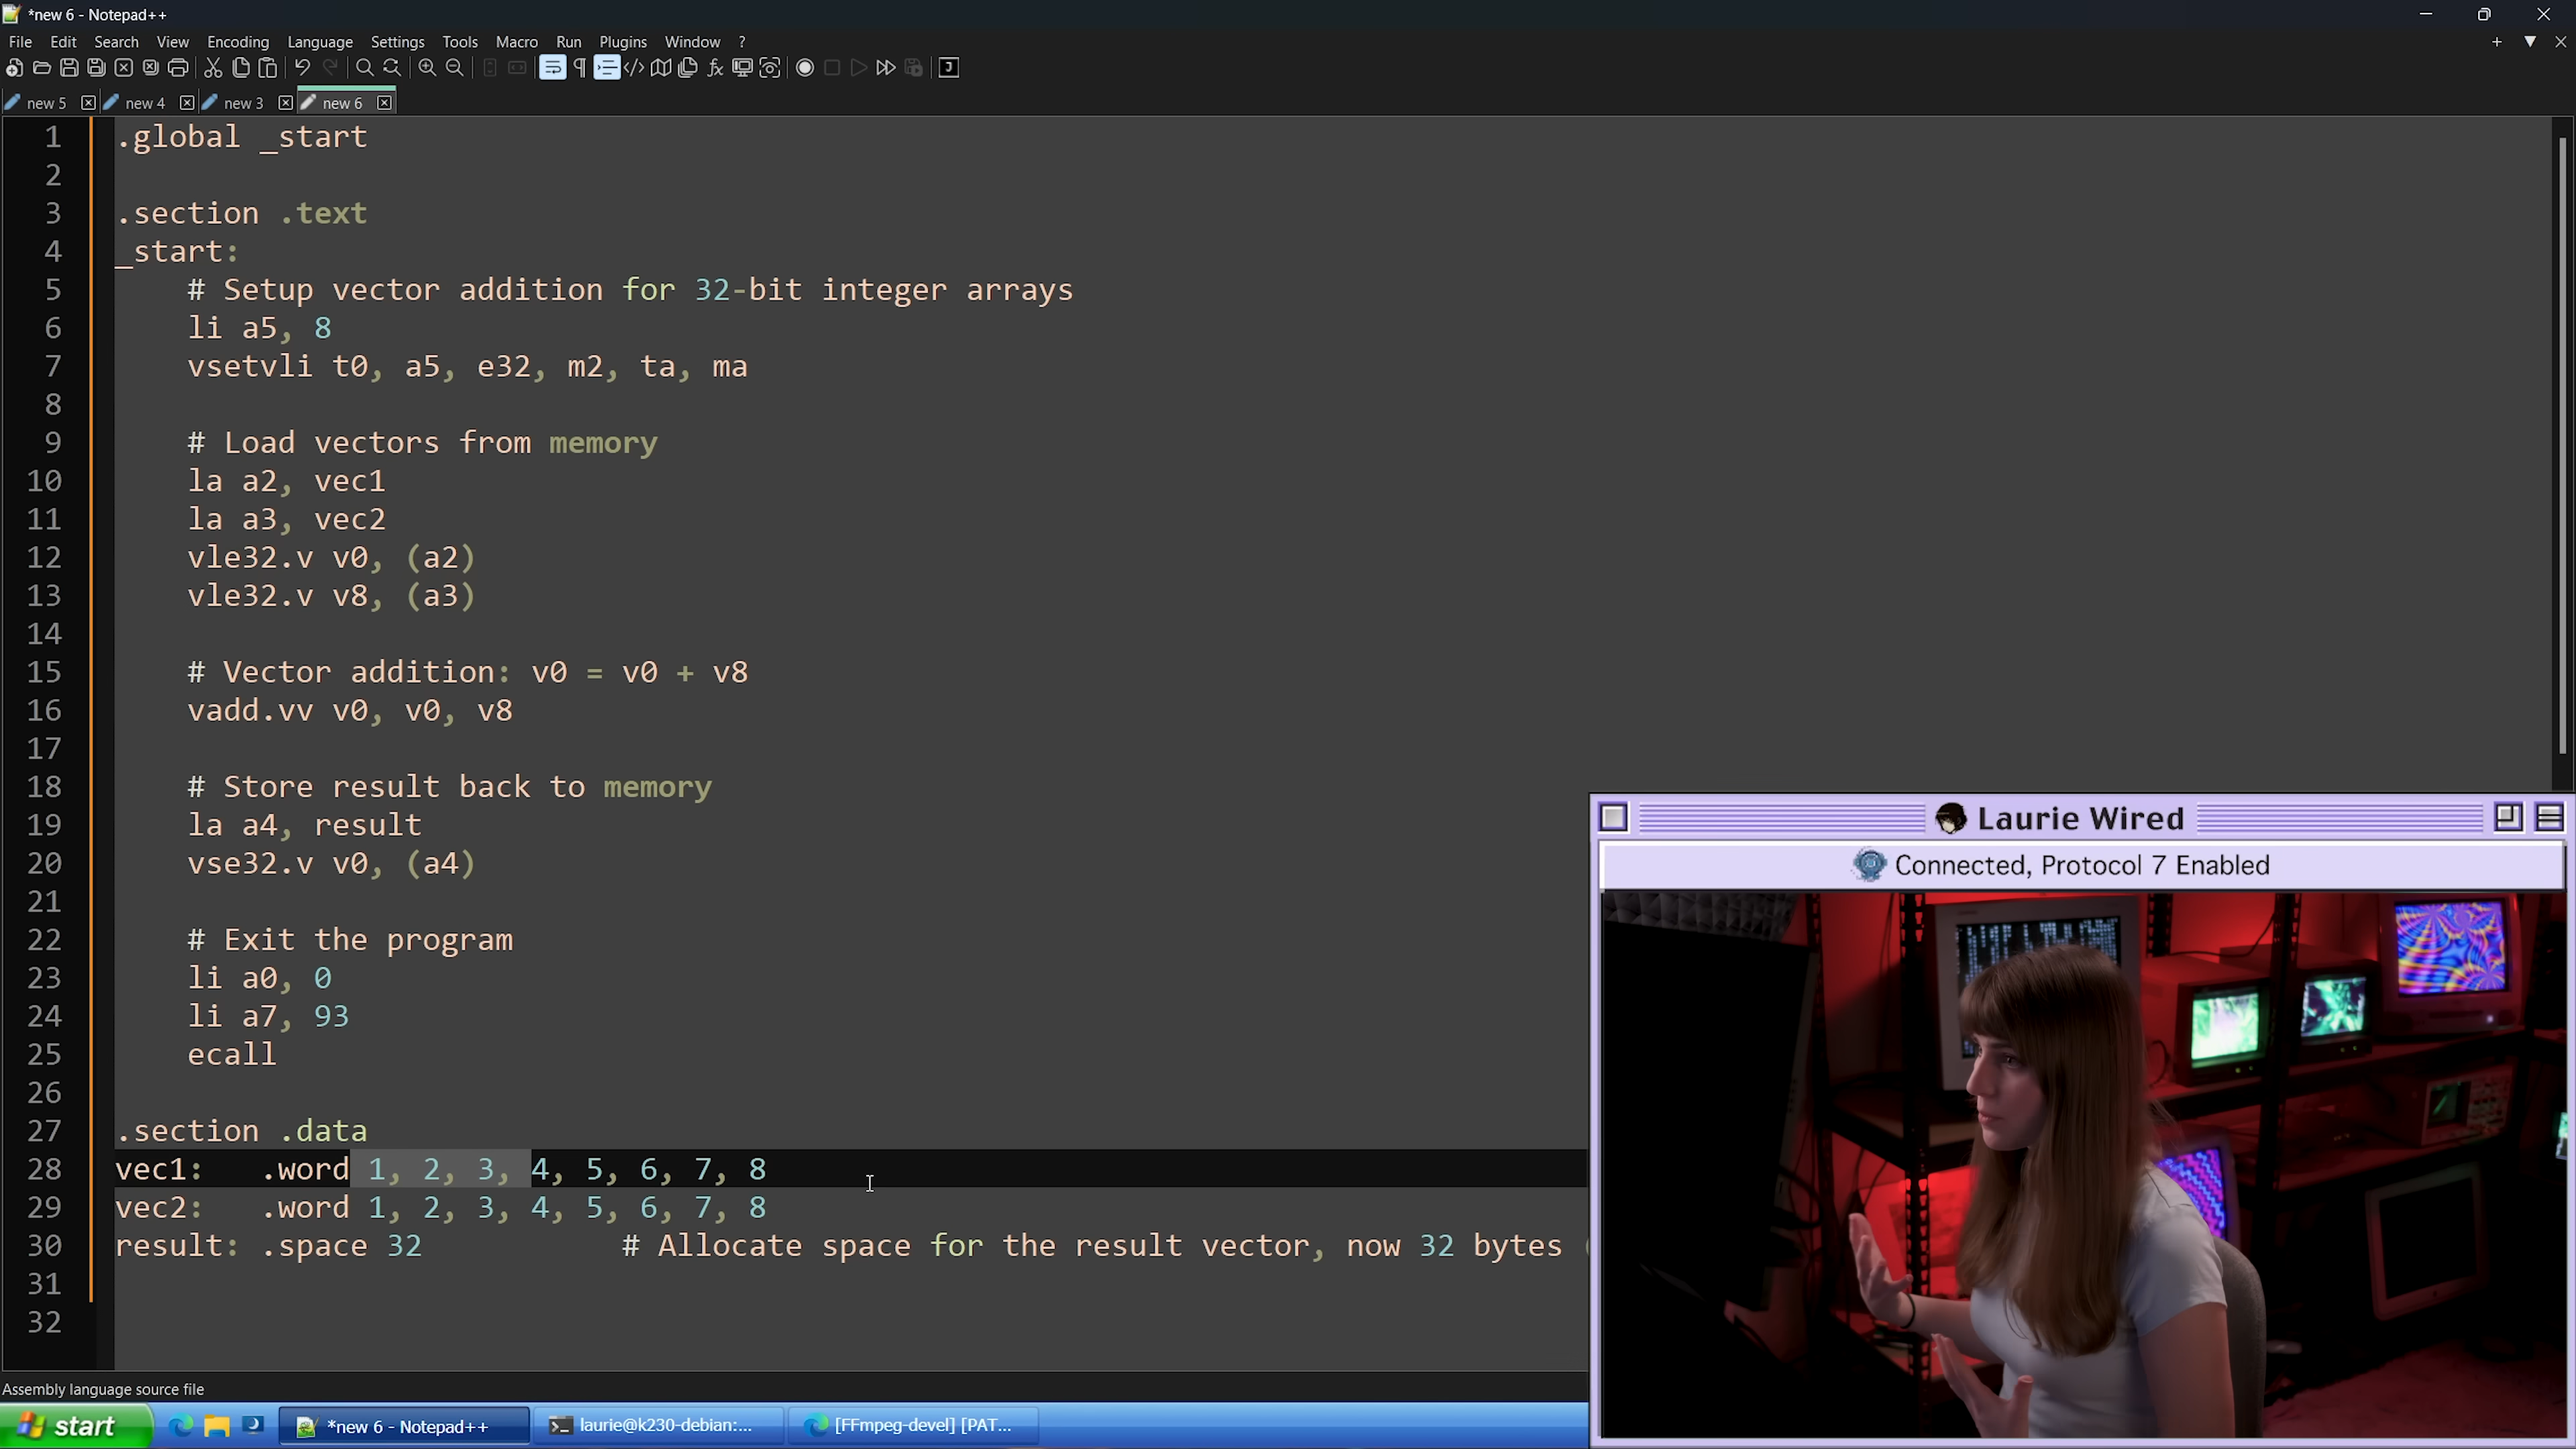 *new 6 - Notepad++
File Edit Search View Encoding Language Settings Tools Macro Run Plugins Window ?
new 5 new 4 new 3 new 6
1 .global _start
2
3 .section .text
4 _start:
5 # Setup vector addition for 32-bit integer arrays
6 li a5, 8
7 vsetvli t0, a5, e32, m2, ta, ma
8
9 # Load vectors from memory
10 la a2, vec1
11 la a3, vec2
12 vle32.v v0, (a2)
13 vle32.v v8, (a3)
14
15 # Vector addition: v0 = v0 + v8
16 vadd.vv v0, v0, v8
17
18 # Store result back to memory
19 la a4, result
20 vse32.v v0, (a4)
21
22 # Exit the program
23 li a0, 0
24 li a7, 93
25 ecall
26
27 .section .data
28 vec1: .word 1, 2, 3, 4, 5, 6, 7, 8
29 vec2: .word 1, 2, 3, 4, 5, 6, 7, 8
30 result: .space 32 # Allocate space for the result vector, now 32 bytes (
31
32
Laurie Wired
Connected, Protocol 7 Enabled
Assembly language source file
start *new 6 - Notepad++ laurie@k230-debian:... [FFmpeg-devel] [PAT...